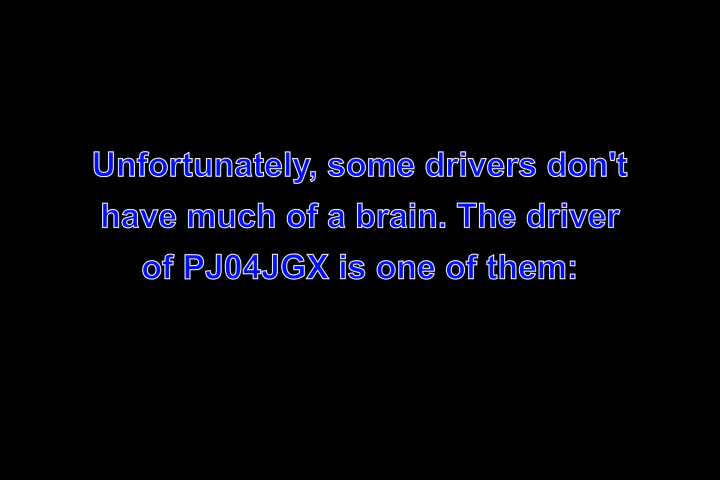 Unfortunately, some drivers don't
have much of a brain. The driver
of PJ04JGX is one of them: